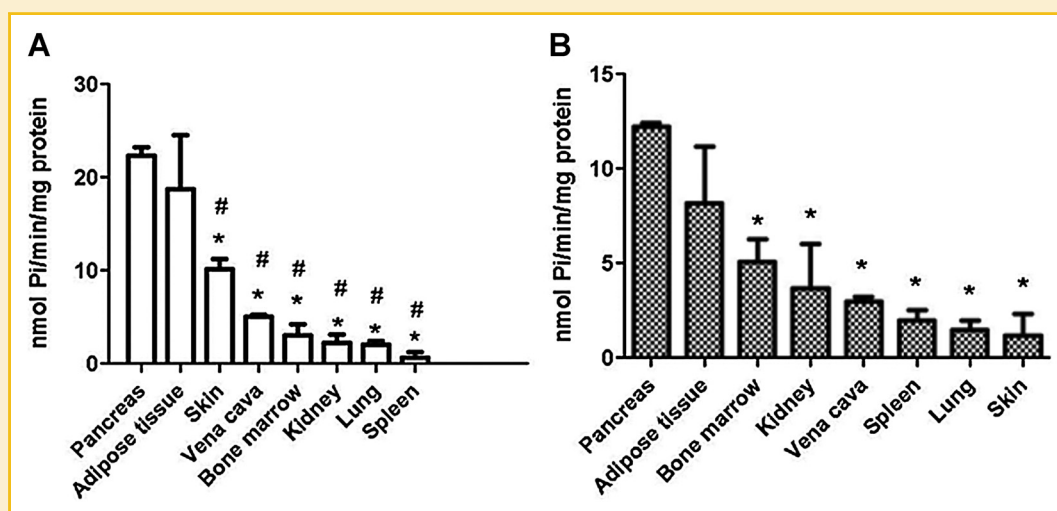 A
nmol Pi/min/mg protein
30
20
10
0
#
*
#
*
#
*
#
*
#
*
#
*
Pancreas
Adipose tissue
Skin
Vena cava
Bone marrow
Kidney
Lung
Spleen
B
nmol Pi/min/mg protein
15
10
5
0
*
*
*
*
*
*
Pancreas
Adipose tissue
Bone marrow
Kidney
Vena cava
Spleen
Lung
Skin